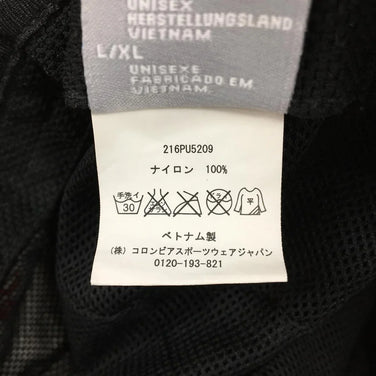 UNISEX
HERSTELLUNGSLAND
VIETNAM
L/XL
UNISEXE
FABRICADO EM
VIETNAM
216PU5209
ナイロン 100%
手洗イ
30
平
ベトナム製
(株) コロンビアスポーツウェアジャパン
0120-193-821